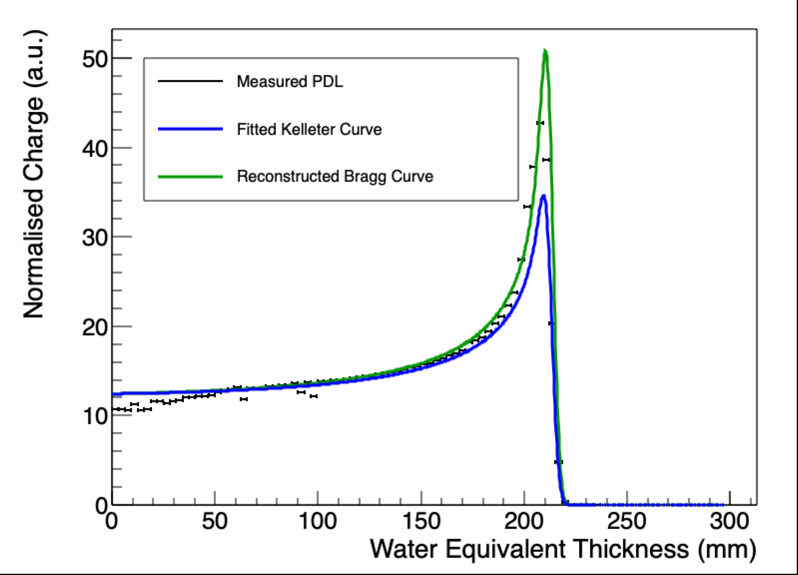 Normalised Charge (a.u.)
50
40
30
20
10
0
Measured PDL
Fitted Kelleter Curve
Reconstructed Bragg Curve
0 50 100 150 200 250 300
Water Equivalent Thickness (mm)